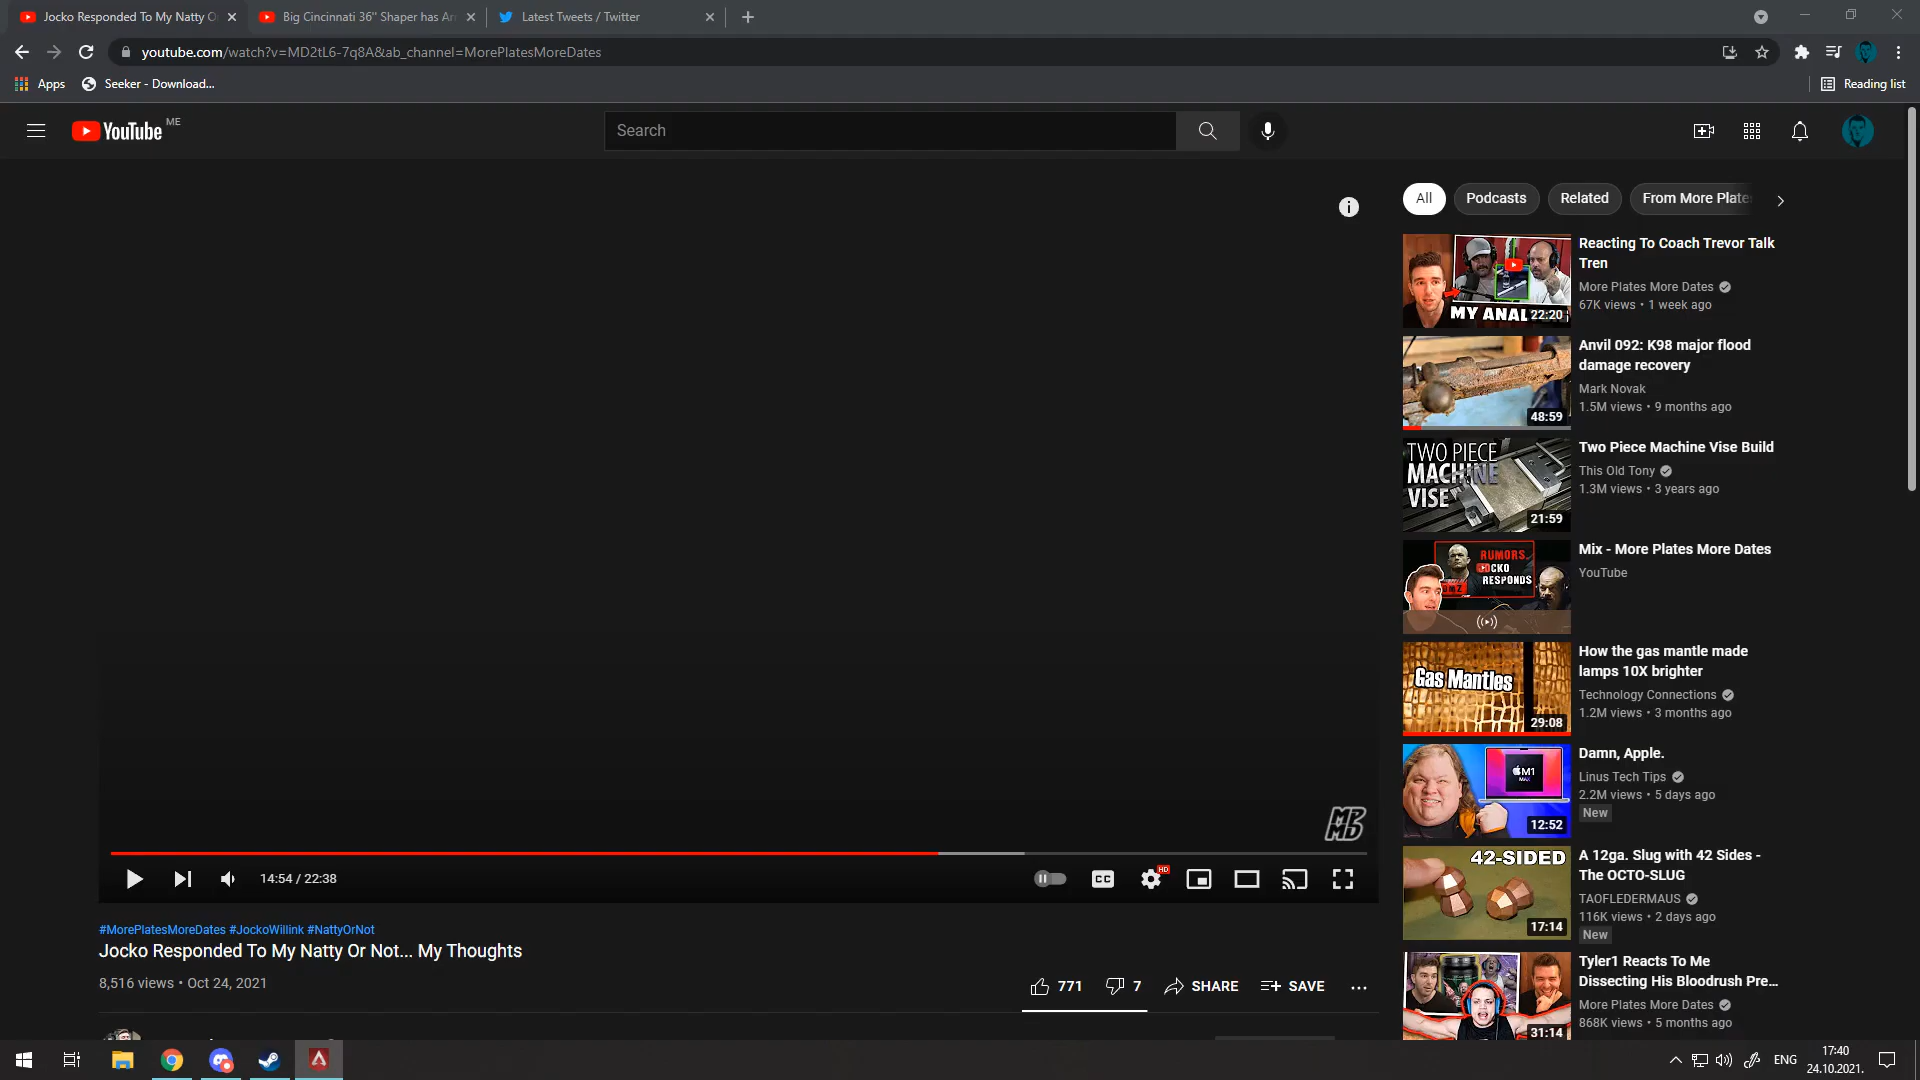 Jocko Responded To My Natty O
Big Cincinnati 36" Shaper has An
Latest Tweets / Twitter
youtube.com/watch?v=MD2tL6-7q8A&ab_channel=MorePlatesMoreDates
Apps
Seeker - Download...
Reading list
YouTube ME
Search
All
Podcasts
Related
From More Plate
Reacting To Coach Trevor Talk
Tren
More Plates More Dates
67K views • 1 week ago
MY ANAL
22:20
Anvil 092: K98 major flood
damage recovery
Mark Novak
1.5M views • 9 months ago
48:59
Two Piece Machine Vise Build
This Old Tony
1.3M views • 3 years ago
TWO PIECE
MACHINE
VISE
21:59
Mix - More Plates More Dates
YouTube
RUMORS
OCKO
RESPONDS
How the gas mantle made
lamps 10X brighter
Technology Connections
1.2M views • 3 months ago
Gas Mantles
29:08
Damn, Apple.
Linus Tech Tips
2.2M views • 5 days ago
New
M1
MAX
12:52
A 12ga. Slug with 42 Sides -
The OCTO-SLUG
TAOFLEDERMAUS
116K views • 2 days ago
New
42-SIDED
17:14
Tyler1 Reacts To Me
Dissecting His Bloodrush Pre...
More Plates More Dates
868K views • 5 months ago
31:14
MP
MD
14:54 / 22:38
CC
HD
#MorePlatesMoreDates #JockoWillink #NattyOrNot
Jocko Responded To My Natty Or Not... My Thoughts
8,516 views • Oct 24, 2021
771
7
SHARE
SAVE
ENG
17:40
24.10.2021.